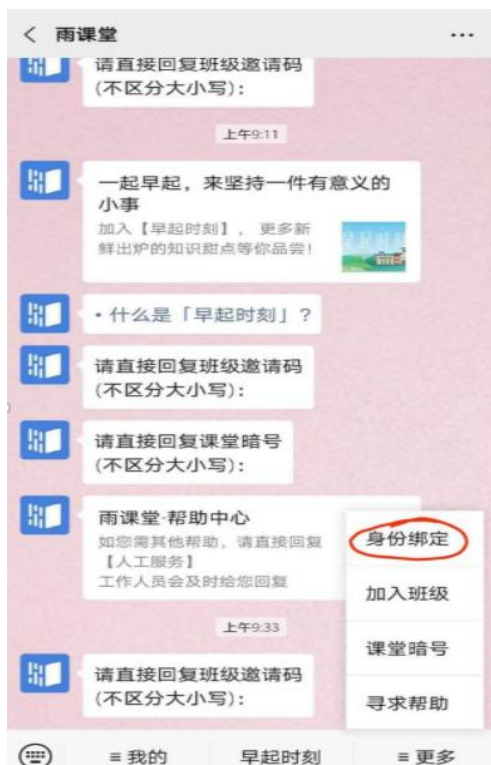 雨课堂
请直接回复班级邀请码
(不区分大小写):
上午9:11
一起早起，来坚持一件有意义的
小事
加入【早起时刻】，更多新
鲜出炉的知识甜点等你品尝！
早起时刻
·什么是「早起时刻」?
请直接回复班级邀请码
(不区分大小写):
请直接回复课堂暗号
(不区分大小写):
雨课堂·帮助中心
如您需其他帮助，请直接回复
【人工服务】
工作人员会及时给您回复
身份绑定
加入班级
课堂暗号
寻求帮助
上午9:33
请直接回复班级邀请码
(不区分大小写):
≡ 我的
早起时刻
≡ 更多